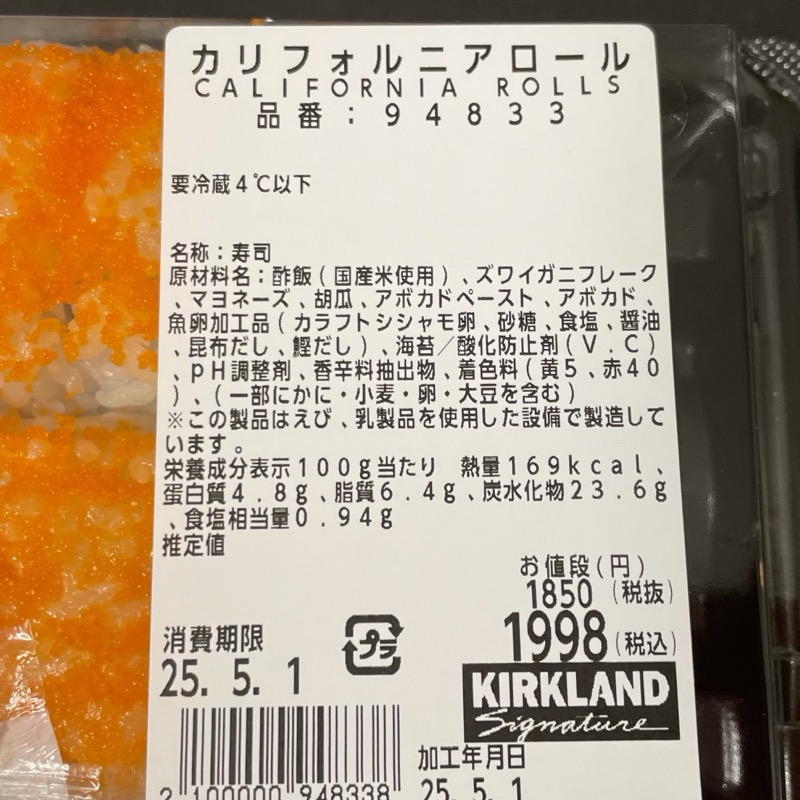 カリフォルニアロール
CALIFORNIA ROLLS
品番：94833
要冷蔵4℃以下
名称：寿司
原材料名：酢飯(国産米使用)、ズワイガニフレーク
、マヨネーズ、胡瓜、アボカドペースト、アボカド、
魚卵加工品(カラフトシシャモ卵、砂糖、食塩、醤油
、昆布だし、鰹だし)、海苔／酸化防止剤(V.C)
、pH調整剤、香辛料抽出物、着色料(黄5、赤40
)、(一部にかに・小麦・卵・大豆を含む)
※この製品はえび、乳製品を使用した設備で製造して
います。
栄養成分表示100g当たり 熱量169kcal、
蛋白質4.8g、脂質6.4g、炭水化物23.6g
、食塩相当量0.94g
推定値
お値段(円)
1850 (税抜)
1998(税込)
消費期限
25.5.1
プラ
KIRKLAND
Signature
加工年月日
25.5.1
2 100000 948338